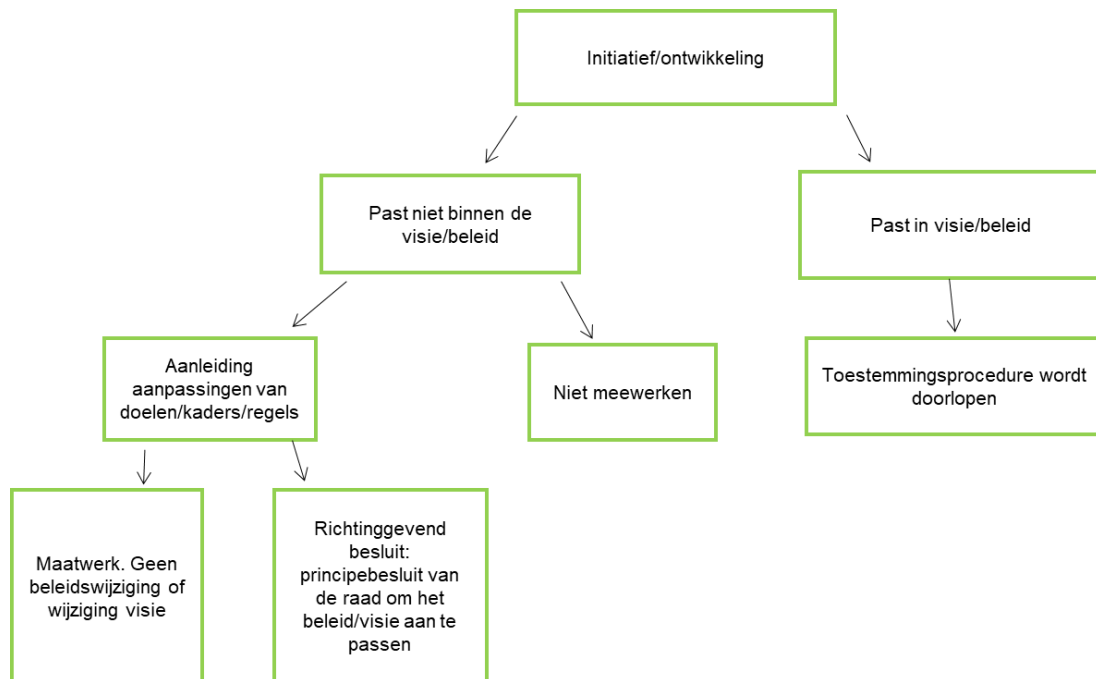 Initiatief/ontwikkeling
Past niet binnen de
visie/beleid
Past in visie/beleid
Aanleiding
aanpassingen van
doelen/kaders/regels
Niet meewerken
Toestemmingsprocedure wordt
doorlopen
Maatwerk. Geen
beleidswijziging of
wijziging visie
Richtinggevend
besluit:
principebesluit van
de raad om het
beleid/visie aan te
passen